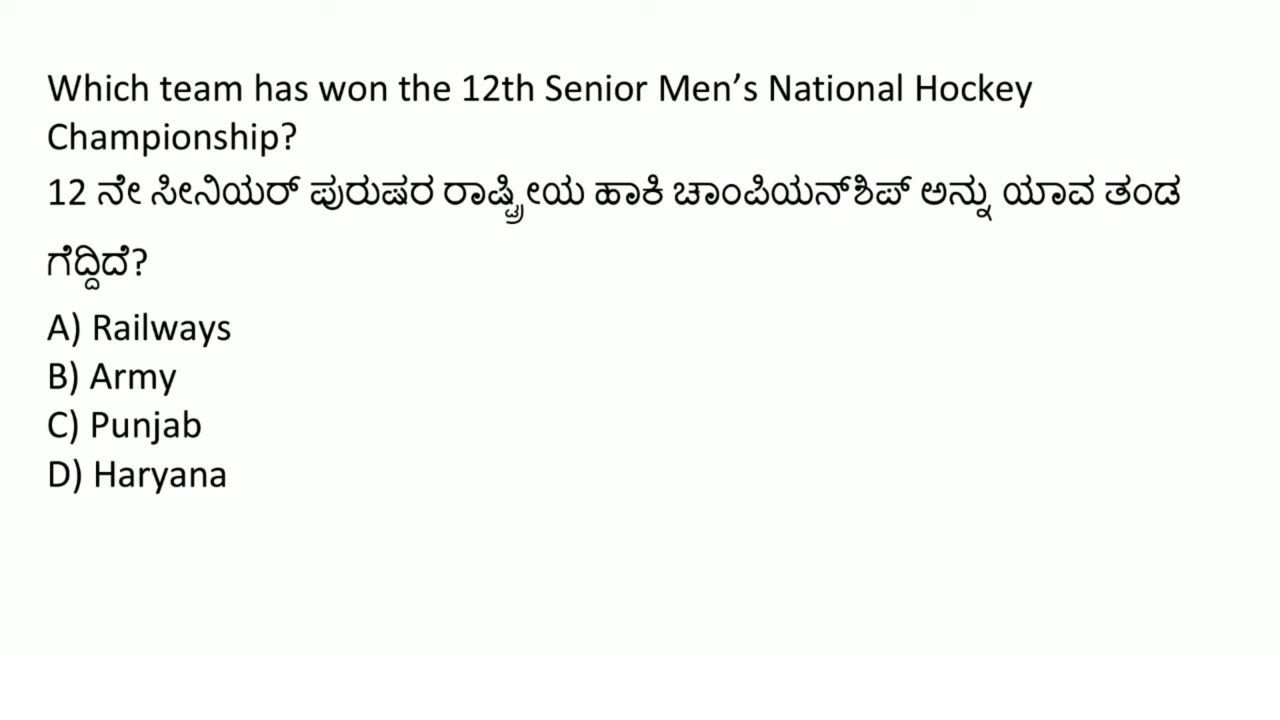 Which team has won the 12th Senior Men’s National Hockey
Championship?
12 ನೇ ಸೀನಿಯರ್ ಪುರುಷರ ರಾಷ್ಟ್ರೀಯ ಹಾಕಿ ಚಾಂಪಿಯನ್‌ಶಿಪ್ ಅನ್ನು ಯಾವ ತಂಡ
ಗೆದ್ದಿದೆ?
A) Railways
B) Army
C) Punjab
D) Haryana